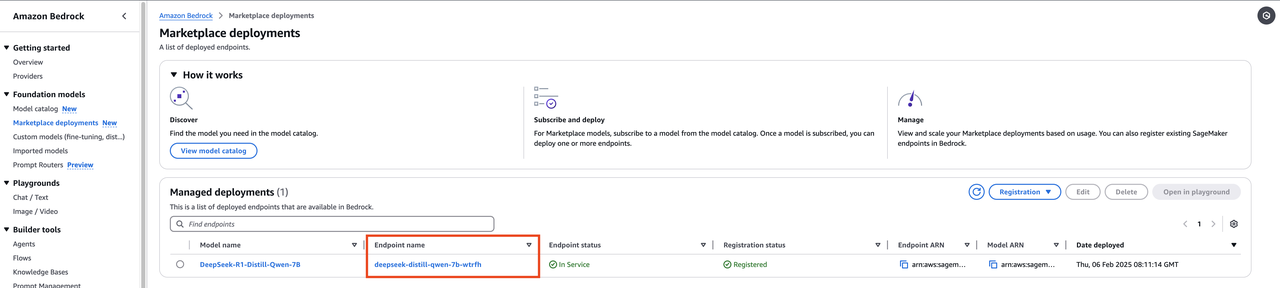 Amazon Bedrock
Getting started
Overview
Providers
Foundation models
Model catalog New
Marketplace deployments New
Custom models (fine-tuning, dist...)
Imported models
Prompt Routers Preview
Playgrounds
Chat / Text
Image / Video
Builder tools
Agents
Flows
Knowledge Bases
Prompt Management
Amazon Bedrock > Marketplace deployments
Marketplace deployments
A list of deployed endpoints.
How it works
Discover
Find the model you need in the model catalog.
View model catalog
Subscribe and deploy
For Marketplace models, subscribe to a model from the model catalog. Once a model is subscribed, you can
deploy one or more endpoints.
Manage
View and scale your Marketplace deployments based on usage. You can also register existing SageMaker
endpoints in Bedrock.
Managed deployments (1)
This is a list of deployed endpoints that are available in Bedrock.
Registration Edit Delete Open in playground
Find endpoints
1
Model name Endpoint name Endpoint status Registration status Endpoint ARN Model ARN Date deployed
DeepSeek-R1-Distill-Qwen-7B deepseek-distill-qwen-7b-wtrfh In Service Registered arn:aws:sagem... arn:aws:sagem... Thu, 06 Feb 2025 08:11:14 GMT